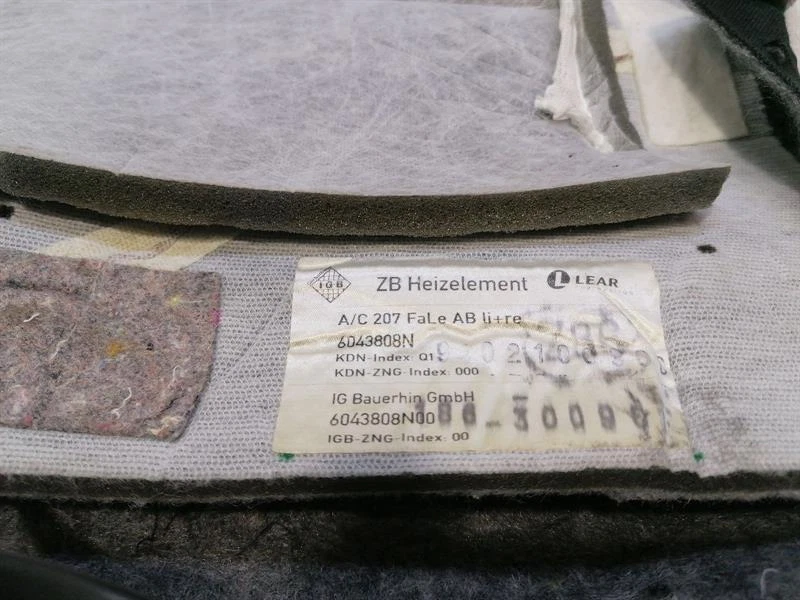 IGB ZB Heizelement LEAR
A/C 207 FaLe AB li+re
6043808N
KDN-Index: Q1
KDN-ZNG-Index: 000
IG Bauerhin GmbH
6043808N00
IGB-ZNG-Index: 00